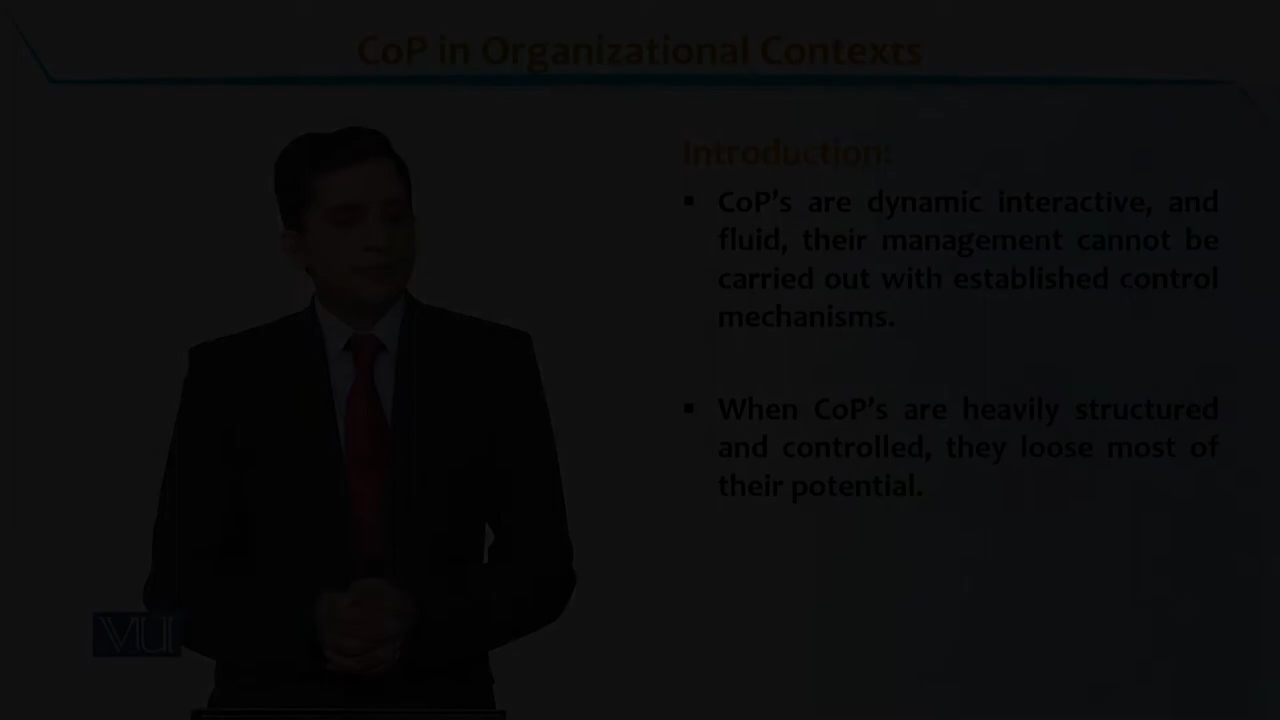 CoP in Organizational Contexts
Introduction:
▪ CoP's are dynamic interactive, and
fluid, their management cannot be
carried out with established control
mechanisms.
▪ When CoP's are heavily structured
and controlled, they loose most of
their potential.
VU